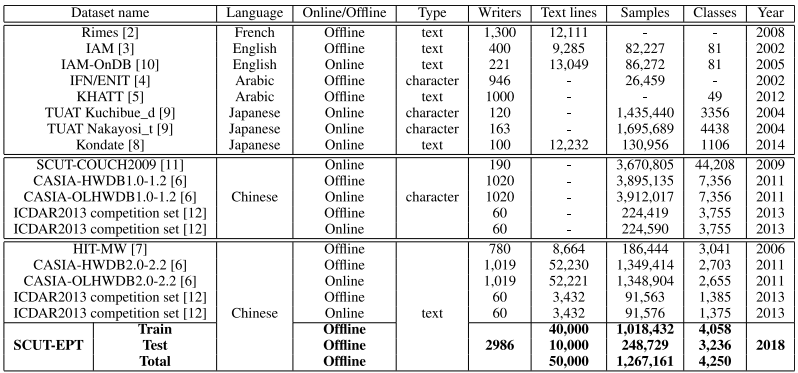 Dataset name Language Online/Offline Type Writers Text lines Samples Classes Year
Rimes [2] French Offline text 1,300 12,111 - - 2008
IAM [3] English Offline text 400 9,285 82,227 81 2002
IAM-OnDB [10] English Online text 221 13,049 86,272 81 2005
IFN/ENIT [4] Arabic Offline character 946 - 26,459 - 2002
KHATT [5] Arabic Offline text 1000 - - 49 2012
TUAT Kuchibue_d [9] Japanese Online character 120 - 1,435,440 3356 2004
TUAT Nakayosi_t [9] Japanese Online character 163 - 1,695,689 4438 2004
Kondate [8] Japanese Online text 100 12,232 130,956 1106 2014
SCUT-COUCH2009 [11] Online 190 - 3,670,805 44,208 2009
CASIA-HWDB1.0-1.2 [6] Offline 1020 - 3,895,135 7,356 2011
CASIA-OLHWDB1.0-1.2 [6] Chinese Online character 1020 - 3,912,017 7,356 2011
ICDAR2013 competition set [12] Offline 60 - 224,419 3,755 2013
ICDAR2013 competition set [12] Online 60 - 224,590 3,755 2013
HIT-MW [7] Offline 780 8,664 186,444 3,041 2006
CASIA-HWDB2.0-2.2 [6] Offline 1,019 52,230 1,349,414 2,703 2011
CASIA-OLHWDB2.0-2.2 [6] Online 1,019 52,221 1,348,904 2,655 2011
ICDAR2013 competition set [12] Offline 60 3,432 91,563 1,385 2013
ICDAR2013 competition set [12] Chinese Online text 60 3,432 91,576 1,375 2013
Train Offline 40,000 1,018,432 4,058
SCUT-EPT Test Offline 2986 10,000 248,729 3,236 2018
Total Offline 50,000 1,267,161 4,250